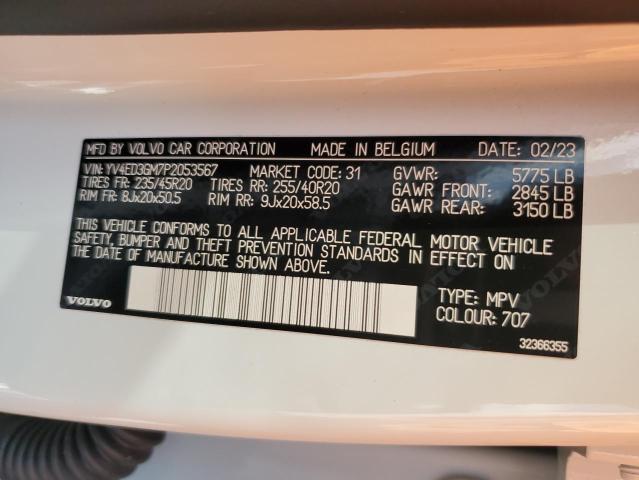 MFD BY VOLVO CAR CORPORATION MADE IN BELGIUM DATE: 02/23
VIN: YV4ED3GM7P2053567 MARKET CODE: 31 GVWR: 5775 LB
TIRES FR: 235/45R20 TIRES RR: 255/40R20 GAWR FRONT: 2845 LB
RIM FR: 8Jx20x50.5 RIM RR: 9Jx20x58.5 GAWR REAR: 3150 LB
THIS VEHICLE CONFORMS TO ALL APPLICABLE FEDERAL MOTOR VEHICLE
SAFETY, BUMPER AND THEFT PREVENTION STANDARDS IN EFFECT ON
THE DATE OF MANUFACTURE SHOWN ABOVE.
TYPE: MPV
VOLVO COLOUR: 707
32366355